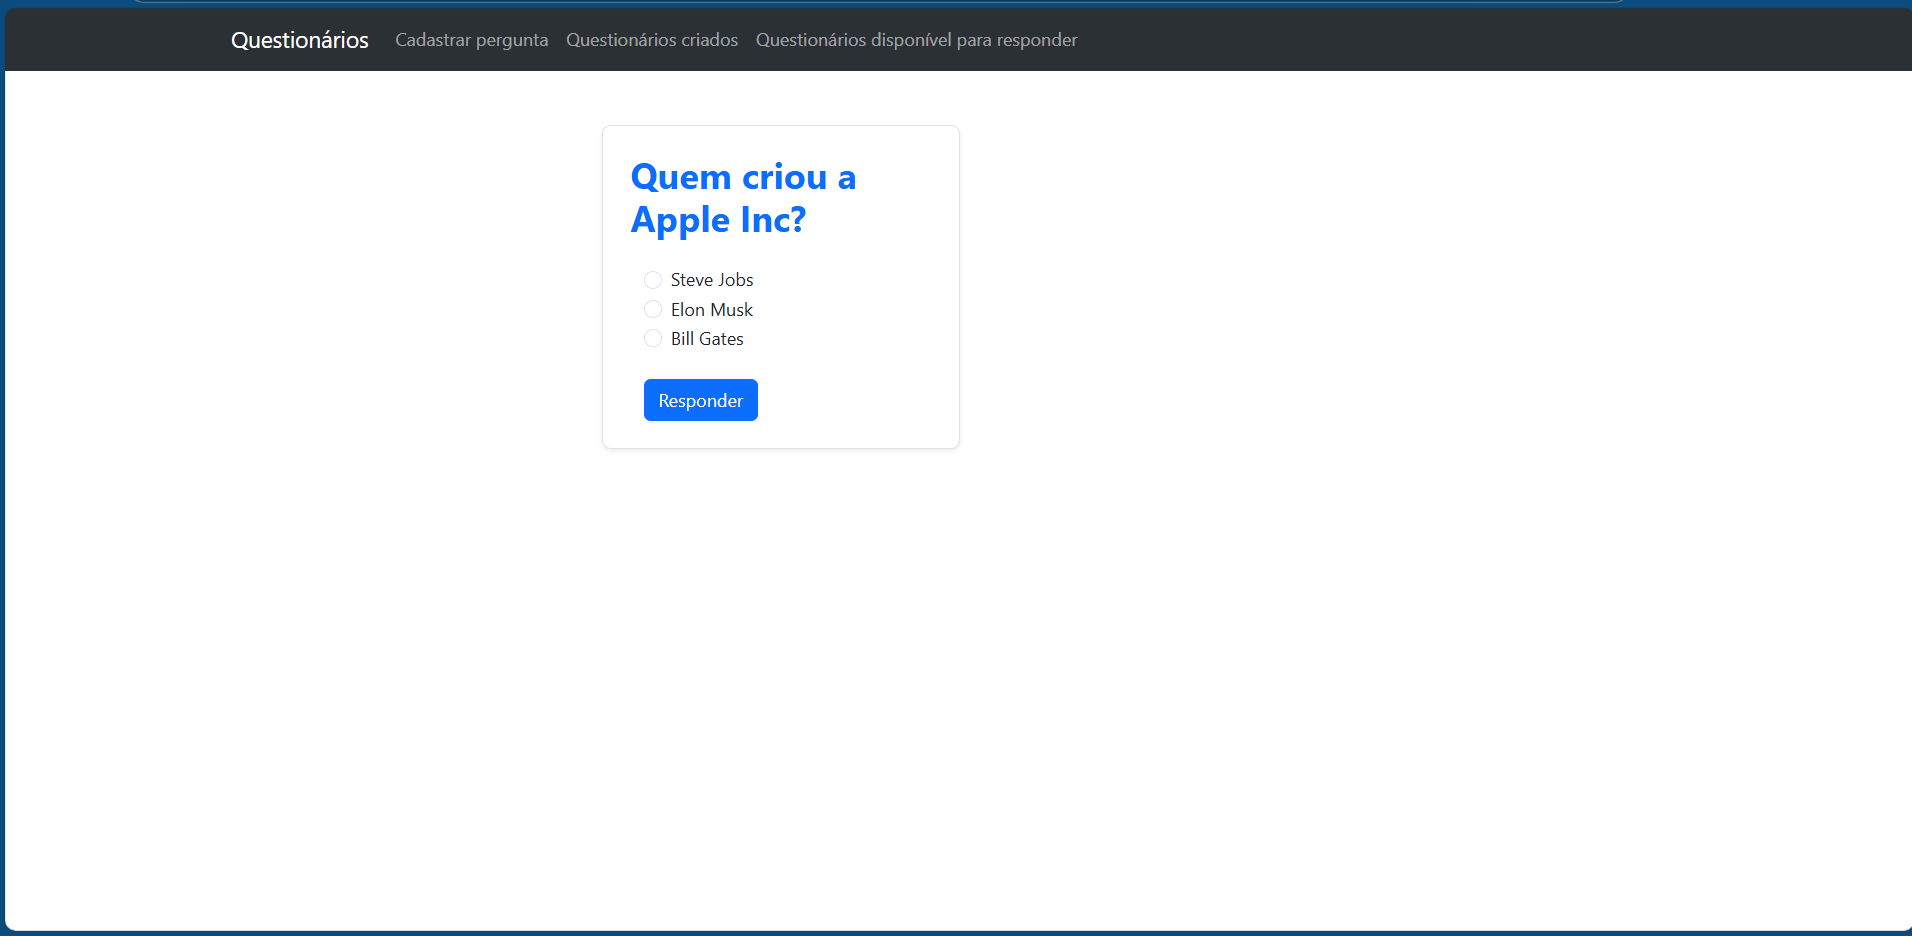 Questionários Cadastrar pergunta Questionários criados Questionários disponível para responder
Quem criou a
Apple Inc?
Steve Jobs
Elon Musk
Bill Gates
Responder